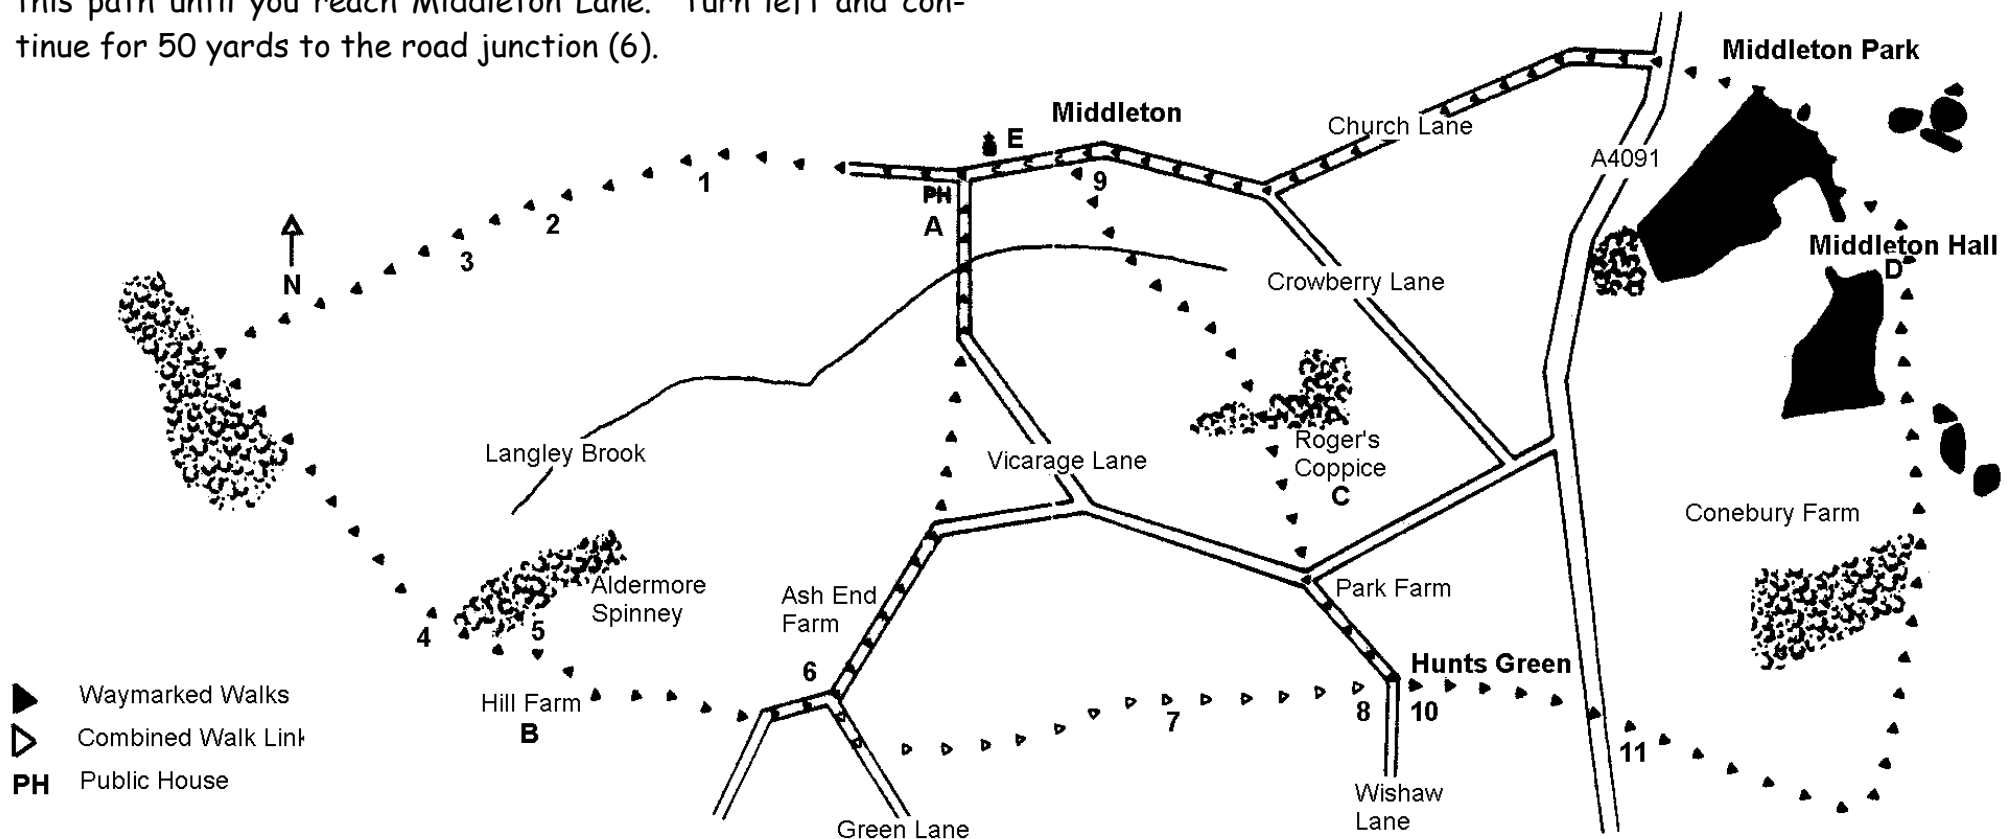 this path until you reach Middleton Lane. Turn left and con-
tinue for 50 yards to the road junction (6).
Middleton Park
Middleton
E
Church Lane
A4091
1
9
PH
A
2
3
N
Middleton Hall
D
Crowberry Lane
Langley Brook
Vicarage Lane
Roger's
Coppice
C
Conebury Farm
Aldermore
Spinney
Ash End
Farm
Park Farm
4
5
6
Hunts Green
Waymarked Walks
Hill Farm
B
7
8
10
Combined Walk Link
11
PH Public House
Wishaw
Lane
Green Lane